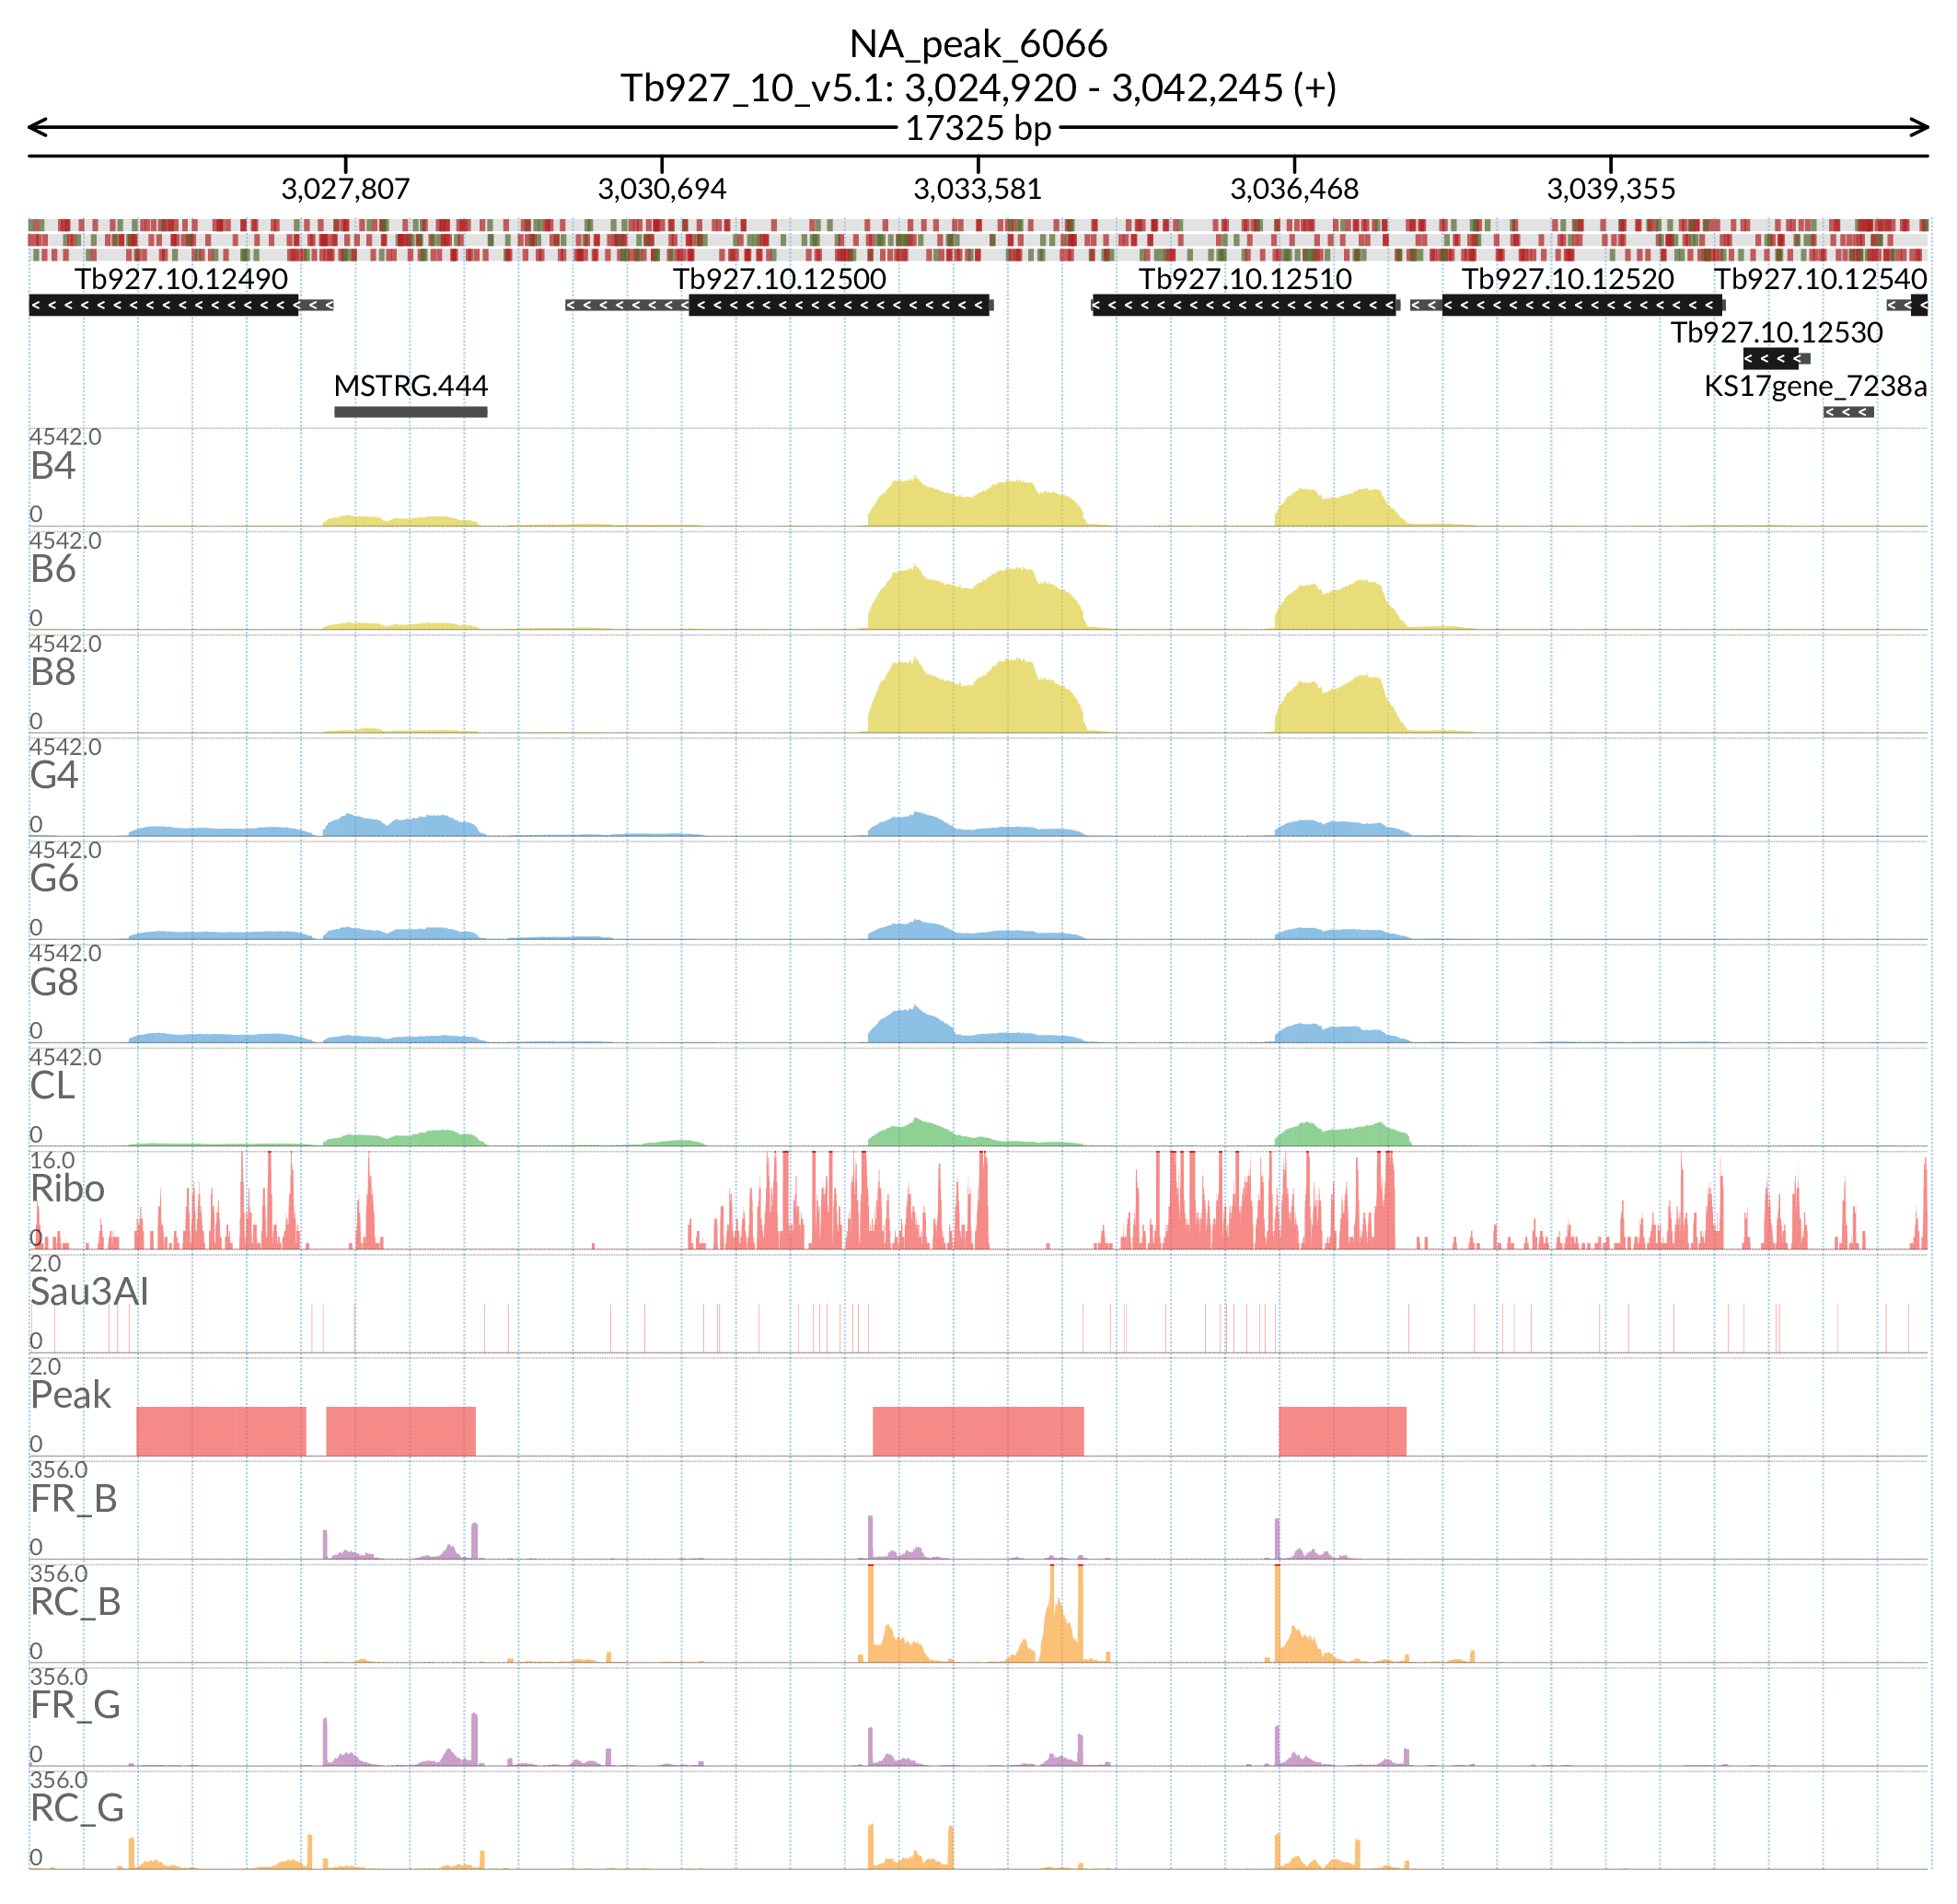 NA_peak_6066
Tb927_10_v5.1: 3,024,920 - 3,042,245 (+)
17325 bp
3,027,807 3,030,694 3,033,581 3,036,468 3,039,355
Tb927.10.12490 Tb927.10.12500 Tb927.10.12510 Tb927.10.12520 Tb927.10.12540
Tb927.10.12530
MSTRG.444 KS17gene_7238a
4542.0
B4
0
4542.0
B6
0
4542.0
B8
0
4542.0
G4
0
4542.0
G6
0
4542.0
G8
0
4542.0
CL
0
16.0
Ribo
0
2.0
Sau3AI
0
2.0
Peak
0
356.0
FR_B
0
356.0
RC_B
0
356.0
FR_G
0
356.0
RC_G
0